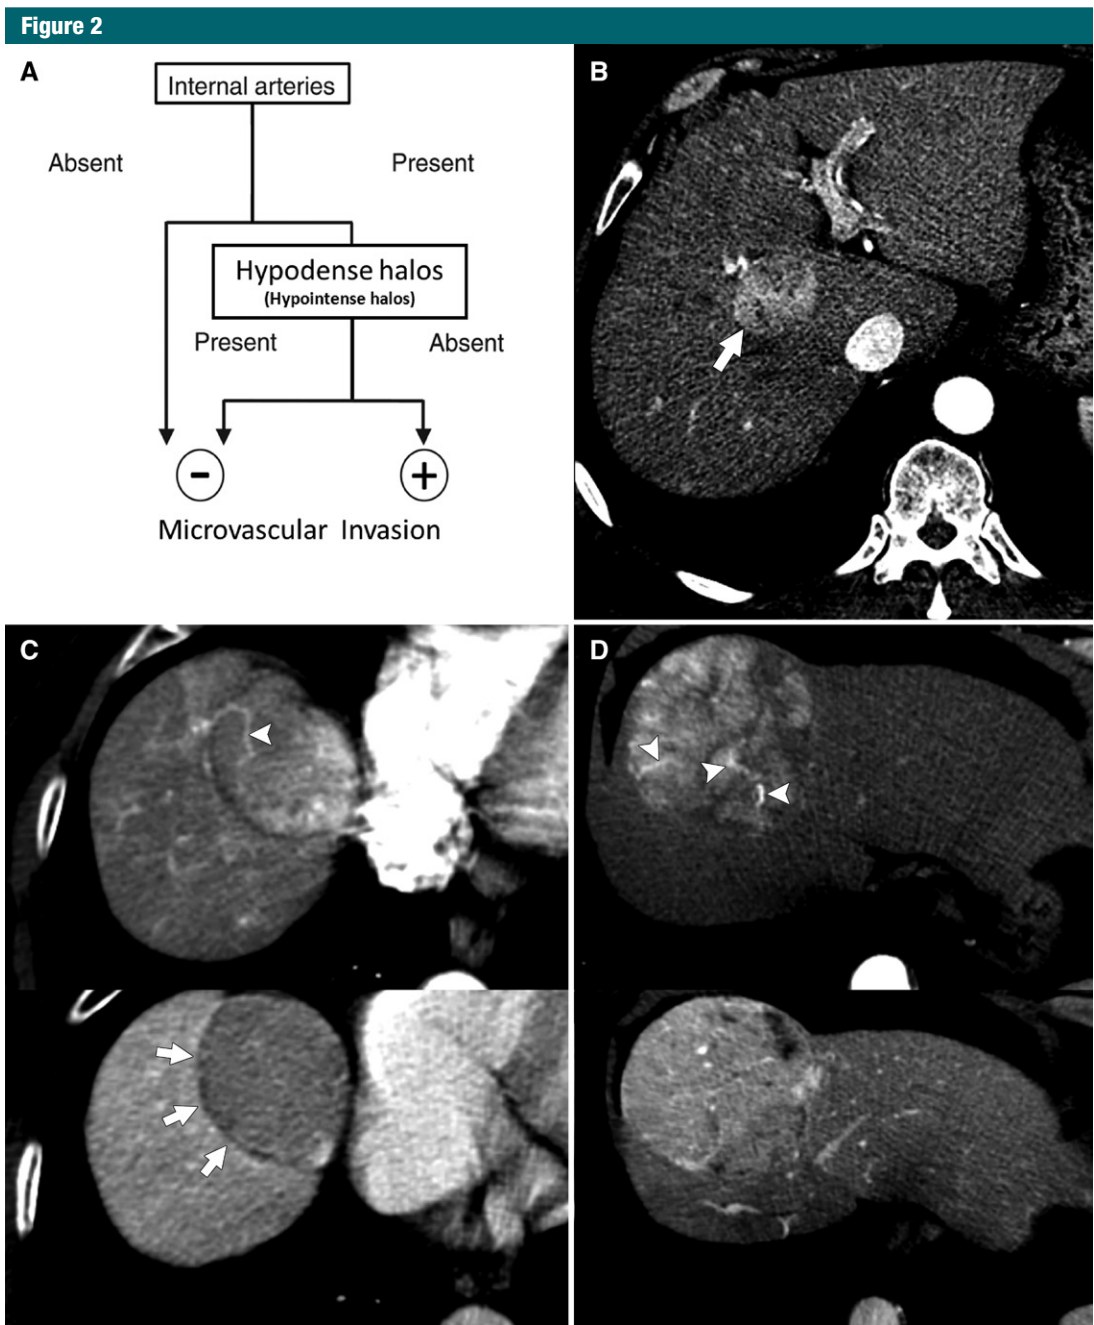 Figure 2
A
Internal arteries
Absent
Present
Hypodense halos
(Hypointense halos)
Present
Absent
-
+
Microvascular Invasion
B
C
D